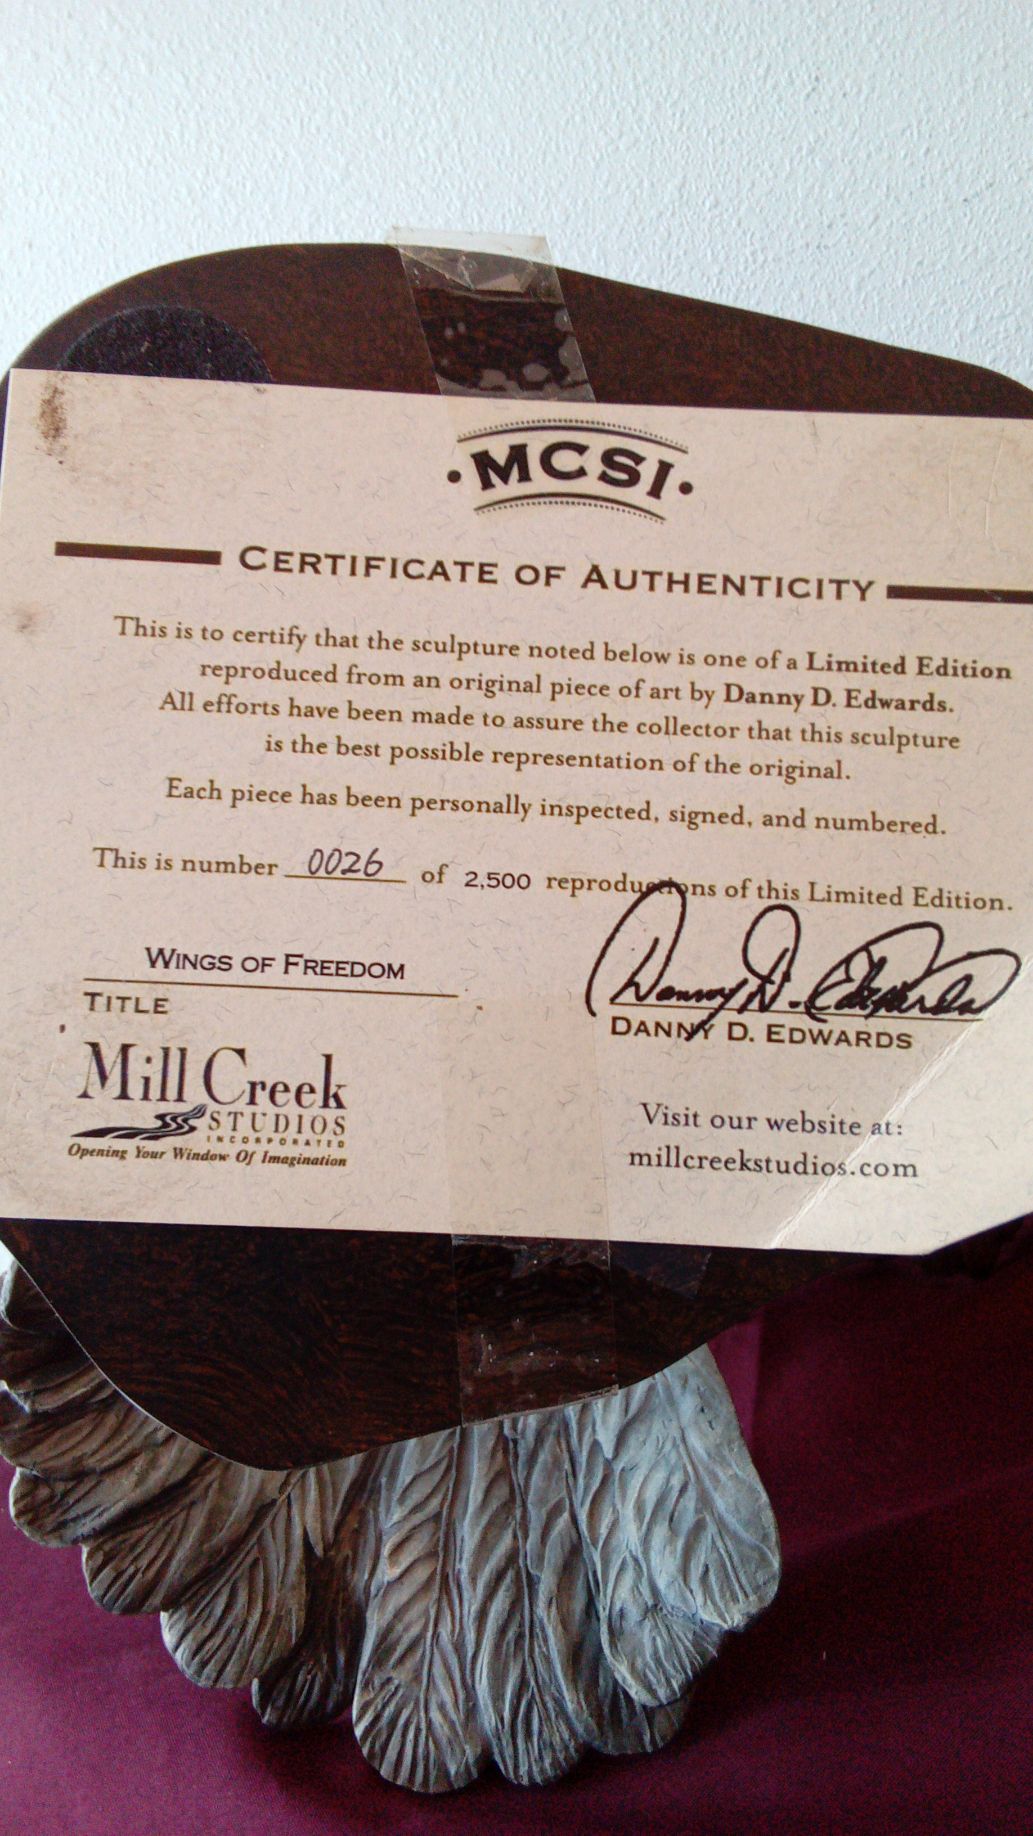 • MCSI •
CERTIFICATE OF AUTHENTICITY
This is to certify that the sculpture noted below is one of a Limited Edition
reproduced from an original piece of art by Danny D. Edwards.
All efforts have been made to assure the collector that this sculpture
is the best possible representation of the original.
Each piece has been personally inspected, signed, and numbered.
This is number 0026 of 2,500 reproductions of this Limited Edition.
WINGS OF FREEDOM
TITLE
Danny D. Edwards
DANNY D. EDWARDS
Mill Creek
STUDIOS
INCORPORATED
Opening Your Window Of Imagination
Visit our website at:
millcreekstudios.com